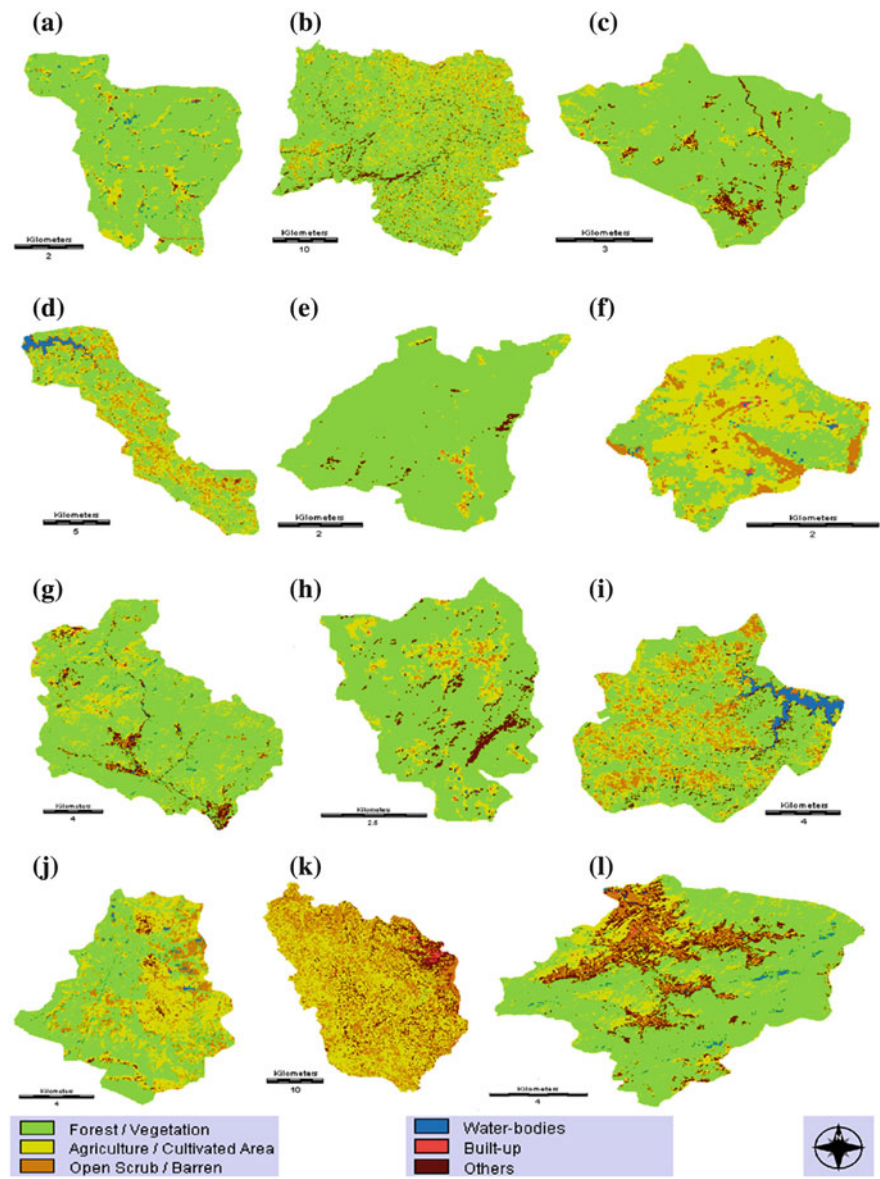 (a) (b) (c)
Kilometers Kilometers Kilometers
2 10 3
(d) (e) (f)
Kilometers Kilometers Kilometers
5 2 2
(g) (h) (i)
Kilometers Kilometers Kilometers
4 2.5 4
(j) (k) (l)
Kilometers Kilometers Kilometers
4 10 4
Forest / Vegetation Water-bodies
Agriculture / Cultivated Area Built-up
Open Scrub / Barren Others